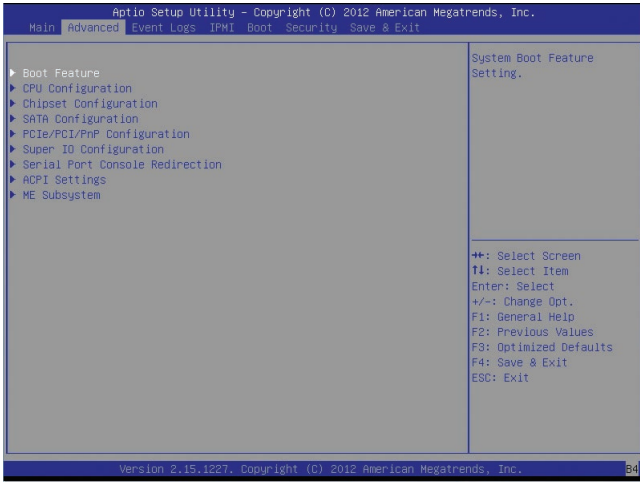 Aptio Setup Utility – Copyright (C) 2012 American Megatrends, Inc.
Main Advanced Event Logs IPMI Boot Security Save & Exit
▶ Boot Feature
▶ CPU Configuration
▶ Chipset Configuration
▶ SATA Configuration
▶ PCIe/PCI/PnP Configuration
▶ Super IO Configuration
▶ Serial Port Console Redirection
▶ ACPI Settings
▶ ME Subsystem
System Boot Feature
Setting.
→←: Select Screen
↑↓: Select Item
Enter: Select
+/-: Change Opt.
F1: General Help
F2: Previous Values
F3: Optimized Defaults
F4: Save & Exit
ESC: Exit
Version 2.15.1227. Copyright (C) 2012 American Megatrends, Inc.
B4